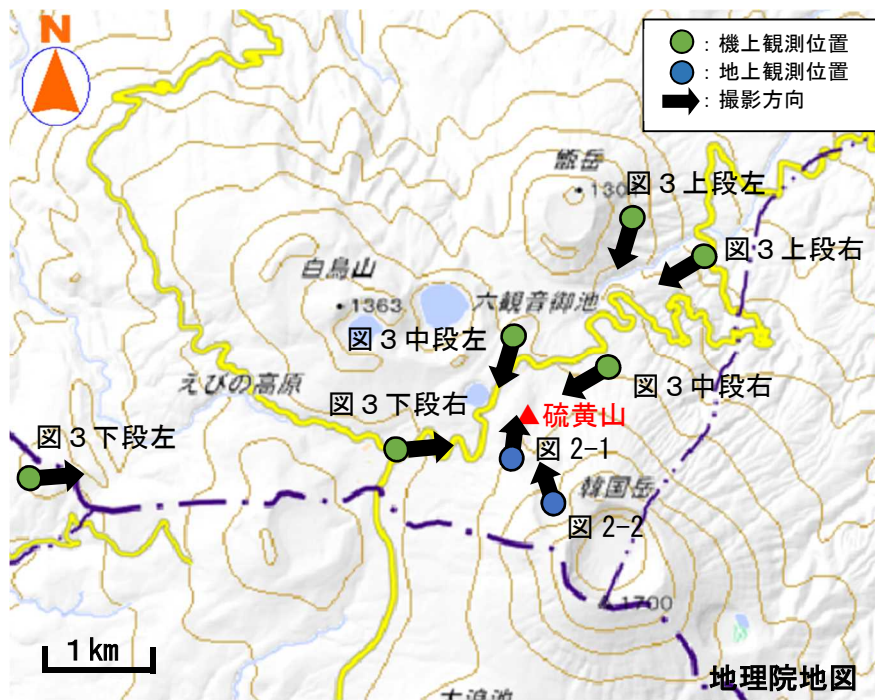 N
：機上観測位置
：地上観測位置
：撮影方向
甑岳
図３上段左
図３上段右
白鳥山
1363
六観音御池
図３中段左
えびの高原
図３下段右
図３中段右
硫黄山
図３下段左
図 2-1
韓国岳
図 2-2
1700
1km
地理院地図